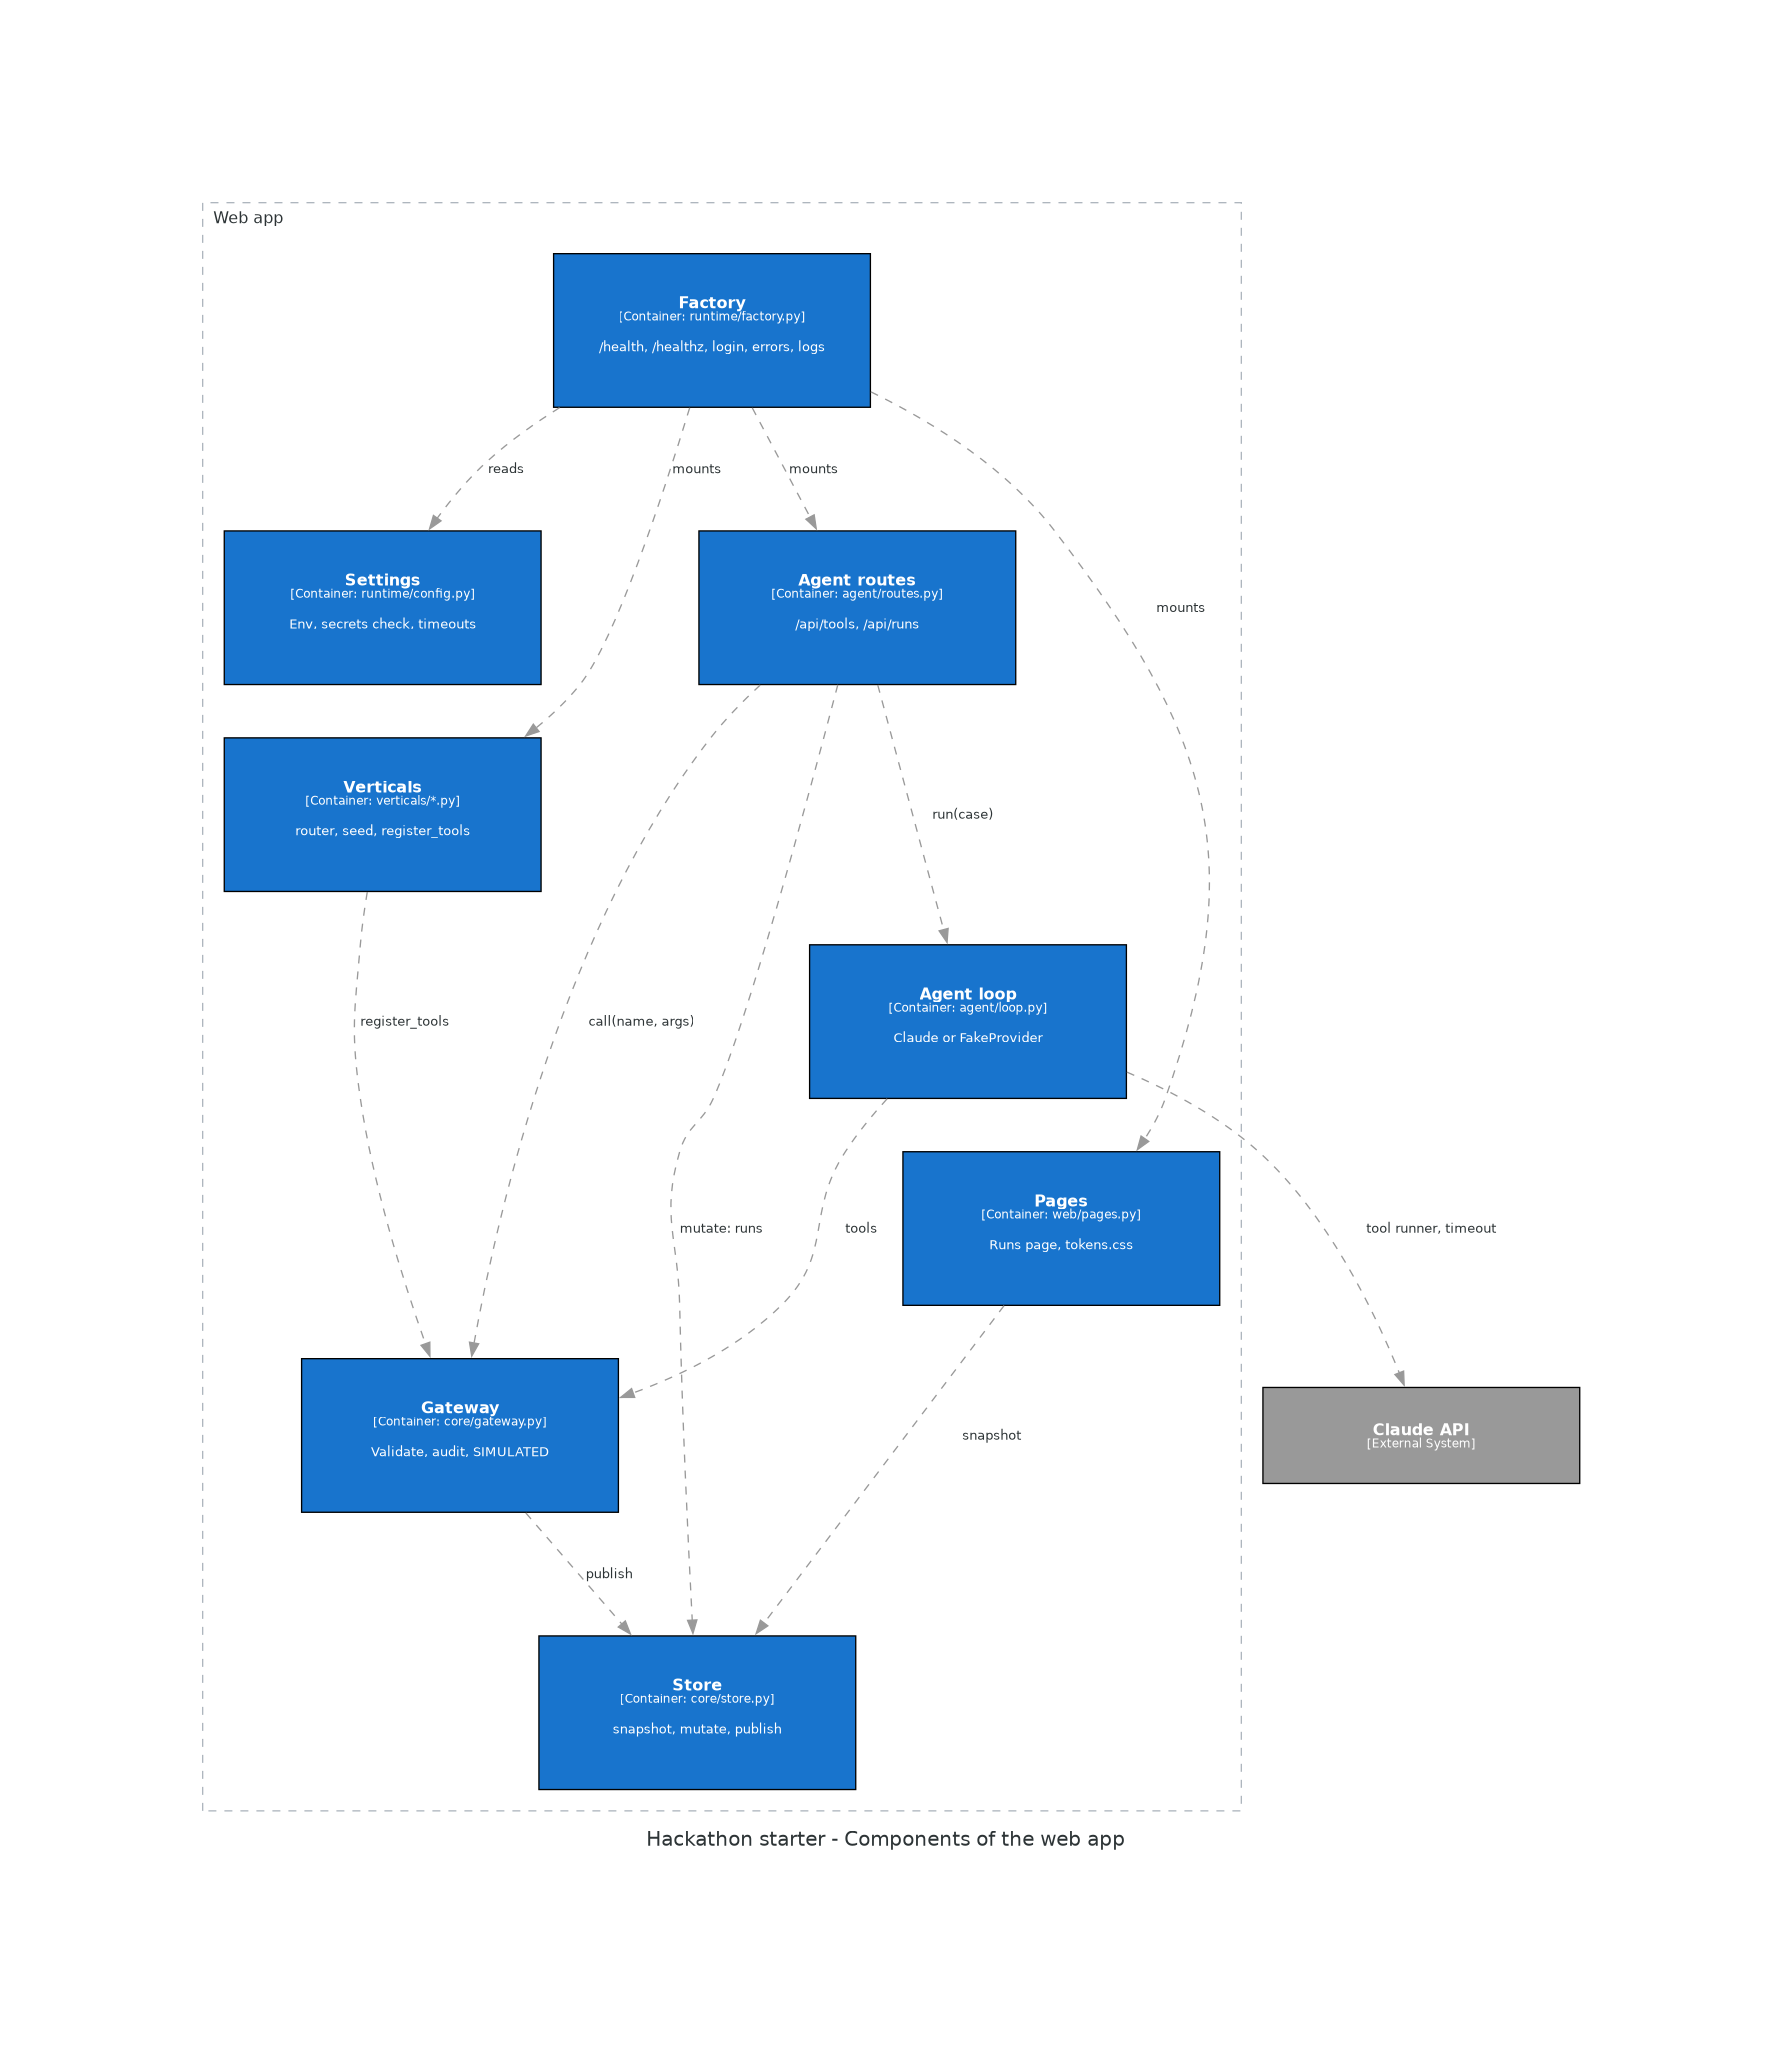 Web app
Factory
[Container: runtime/factory.py]
/health, /healthz, login, errors, logs
reads
mounts
mounts
mounts
Settings
[Container: runtime/config.py]
Env, secrets check, timeouts
Agent routes
[Container: agent/routes.py]
/api/tools, /api/runs
Verticals
[Container: verticals/*.py]
router, seed, register_tools
run(case)
Agent loop
[Container: agent/loop.py]
Claude or FakeProvider
register_tools
call(name, args)
Pages
[Container: web/pages.py]
Runs page, tokens.css
mutate: runs
tools
tool runner, timeout
Gateway
[Container: core/gateway.py]
Validate, audit, SIMULATED
snapshot
Claude API
[External System]
publish
Store
[Container: core/store.py]
snapshot, mutate, publish
Hackathon starter - Components of the web app